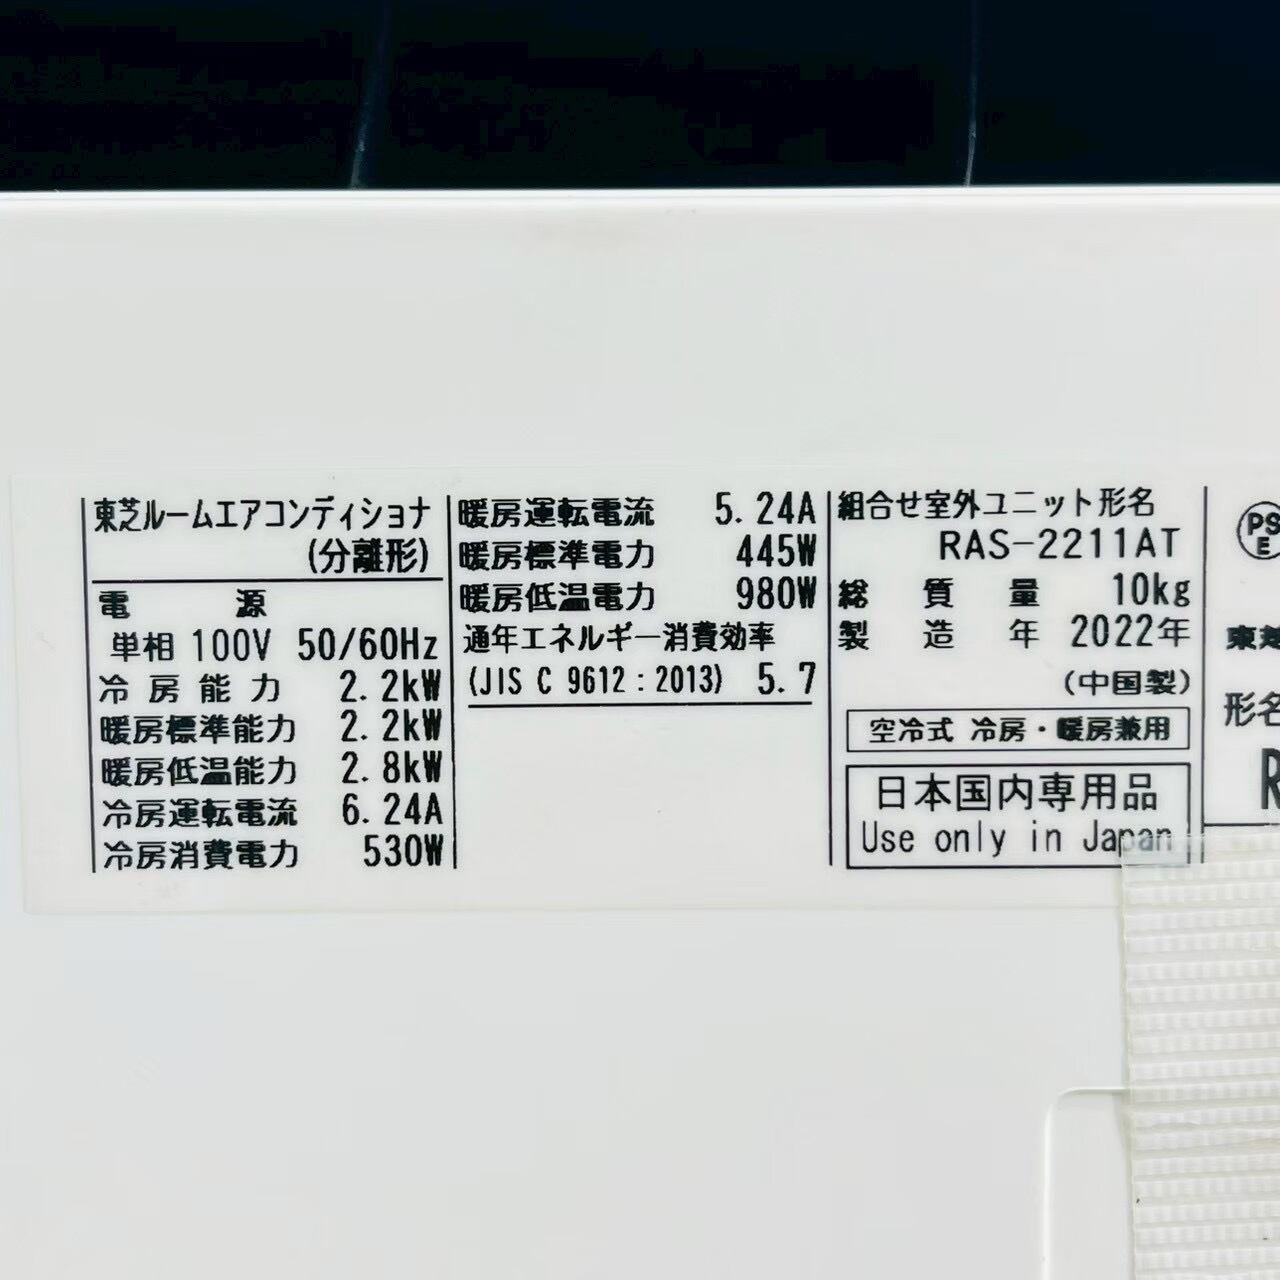 東芝ルームエアコンディショナ
(分離形)
電源
単相 100V 50/60Hz
冷房能力 2.2kW
暖房標準能力 2.2kW
暖房低温能力 2.8kW
冷房運転電流 6.24A
冷房消費電力 530W
暖房運転電流 5.24A
暖房標準電力 445W
暖房低温電力 980W
通年エネルギー消費効率
(JIS C 9612:2013) 5.7
組合せ室外ユニット形名
RAS-2211AT
総質量 10kg
製造年 2022年
(中国製)
空冷式 冷房・暖房兼用
日本国内専用品
Use only in Japan
PS
E
東芝
形名
R